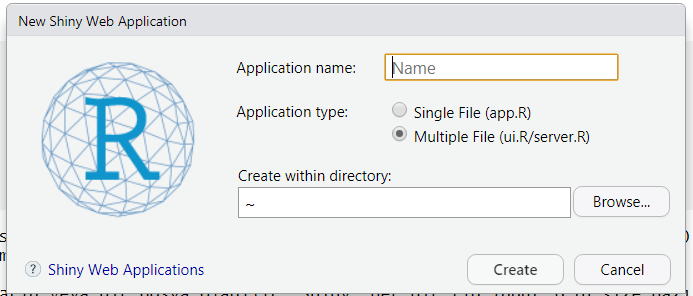 New Shiny Web Application
Application name: Name
Application type: Single File (app.R)
Multiple File (ui.R/server.R)
Create within directory:
~ Browse...
? Shiny Web Applications Create Cancel
R